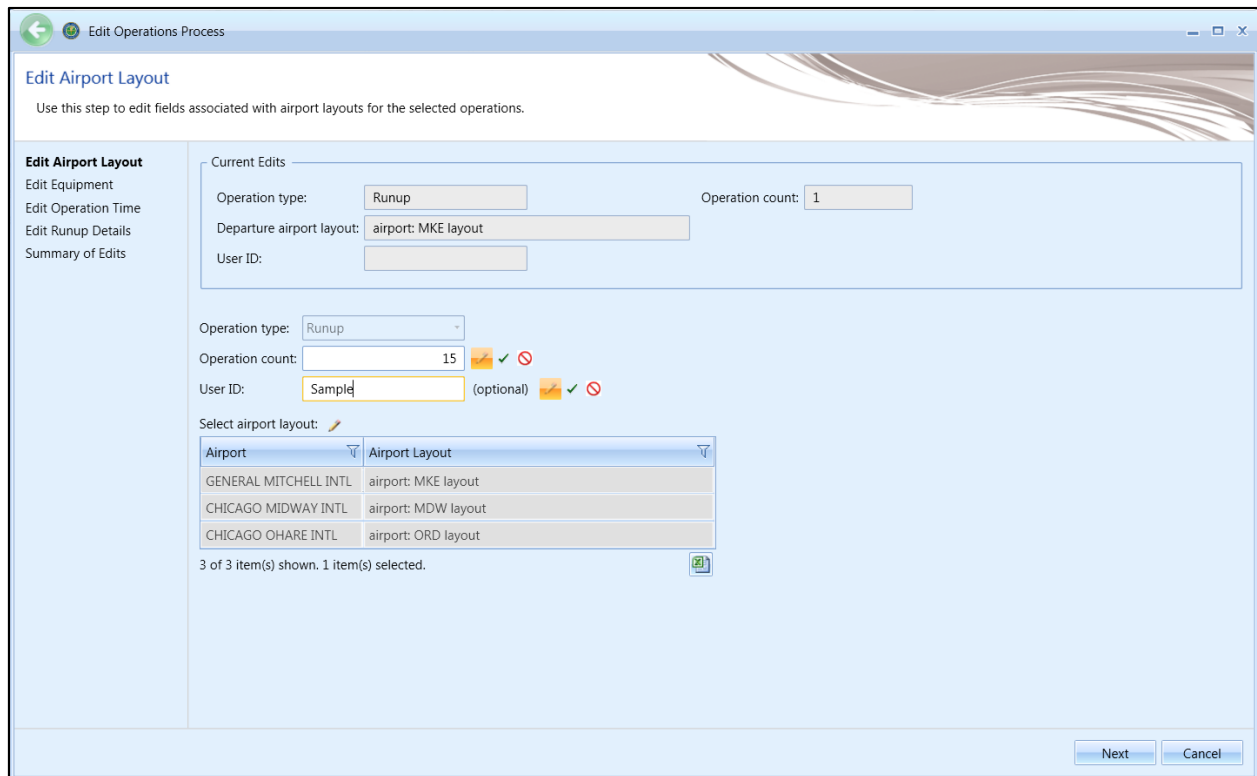 Edit Operations Process
Edit Airport Layout
Use this step to edit fields associated with airport layouts for the selected operations.
Edit Airport Layout
Edit Equipment
Edit Operation Time
Edit Runup Details
Summary of Edits
Current Edits
Operation type: Runup Operation count: 1
Departure airport layout: airport: MKE layout
User ID:
Operation type: Runup
Operation count: 15
User ID: Sample (optional)
Select airport layout:
Airport Airport Layout
GENERAL MITCHELL INTL airport: MKE layout
CHICAGO MIDWAY INTL airport: MDW layout
CHICAGO OHARE INTL airport: ORD layout
3 of 3 item(s) shown. 1 item(s) selected.
Next Cancel